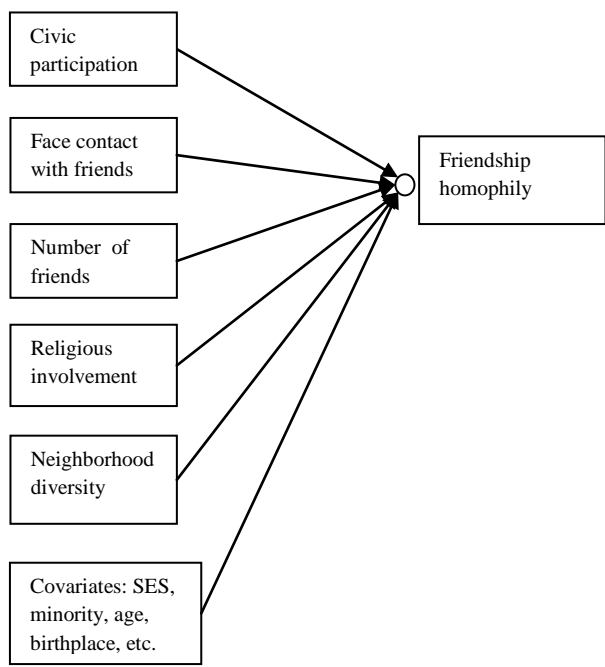 Civic
participation
Face contact
with friends
Friendship
homophily
Number of
friends
Religious
involvement
Neighborhood
diversity
Covariates: SES,
minority, age,
birthplace, etc.